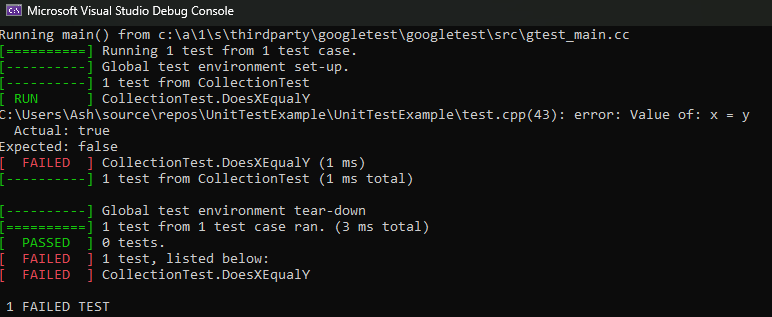 Microsoft Visual Studio Debug Console
Running main() from c:\a\1\s\thirdparty\googletest\googletest\src\gtest_main.cc
[==========] Running 1 test from 1 test case.
[----------] Global test environment set-up.
[----------] 1 test from CollectionTest
[ RUN      ] CollectionTest.DoesXEqualY
C:\Users\Ash\source\repos\UnitTestExample\UnitTestExample\test.cpp(43): error: Value of: x = y
  Actual: true
Expected: false
[  FAILED  ] CollectionTest.DoesXEqualY (1 ms)
[----------] 1 test from CollectionTest (1 ms total)

[----------] Global test environment tear-down
[==========] 1 test from 1 test case ran. (3 ms total)
[  PASSED  ] 0 tests.
[  FAILED  ] 1 test, listed below:
[  FAILED  ] CollectionTest.DoesXEqualY

 1 FAILED TEST